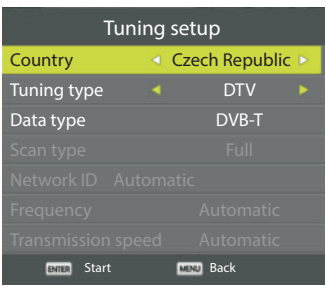 Tuning setup
Country Czech Republic
Tuning type DTV
Data type DVB-T
Scan type Full
Network ID Automatic
Frequency Automatic
Transmission speed Automatic
ENTER Start MENU Back